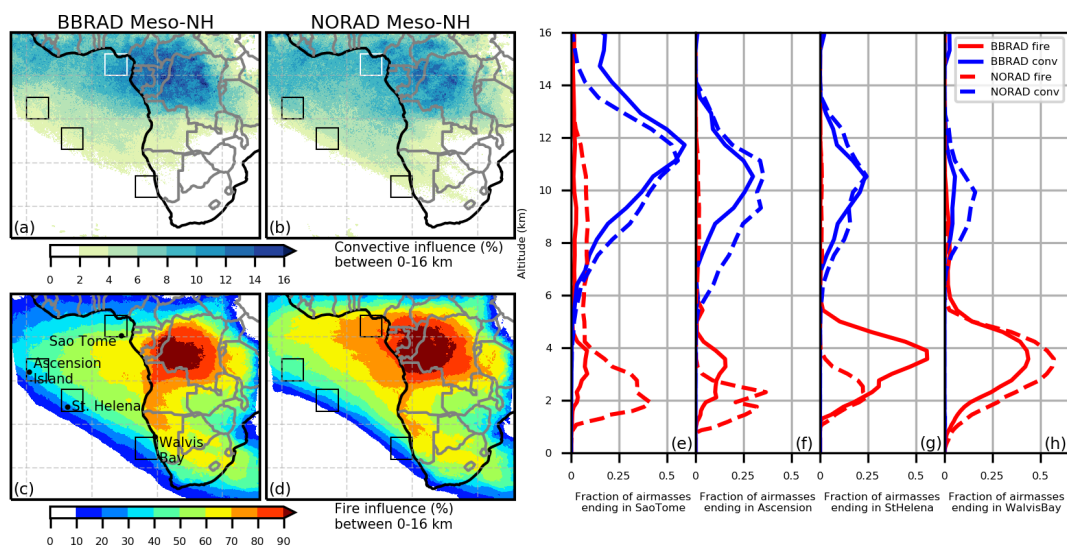 BBRAD Meso-NH
NORAD Meso-NH
(a)
(b)
Convective influence (%)
between 0-16 km
0 2 4 6 8 10 12 14 16
Sao Tome
Ascension
Island
St. Helena
Walvis
Bay
(c)
(d)
Fire influence (%)
between 0-16 km
0 10 20 30 40 50 60 70 80 90
Altitude (km)
16
14
12
10
8
6
4
2
0
BBRAD fire
BBRAD conv
NORAD fire
NORAD conv
(e)
(f)
(g)
(h)
0 0.25 0.5
0 0.25 0.5
0 0.25 0.5
0 0.25 0.5
Fraction of airmasses
ending in SaoTome
Fraction of airmasses
ending in Ascension
Fraction of airmasses
ending in StHelena
Fraction of airmasses
ending in WalvisBay